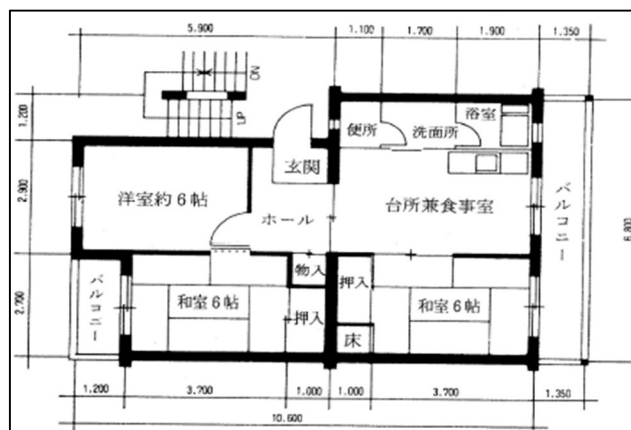 5.900
1.100
1.700
1.900
1.350
DN
UP
1.200
2.900
2.700
便所
洗面所
浴室
玄関
洋室約6帖
ホール
台所兼食事室
バルコニー
6.800
物入
押入
バルコニー
和室6帖
押入
和室6帖
床
1.200
3.700
1.000
1.000
3.700
1.350
10.600